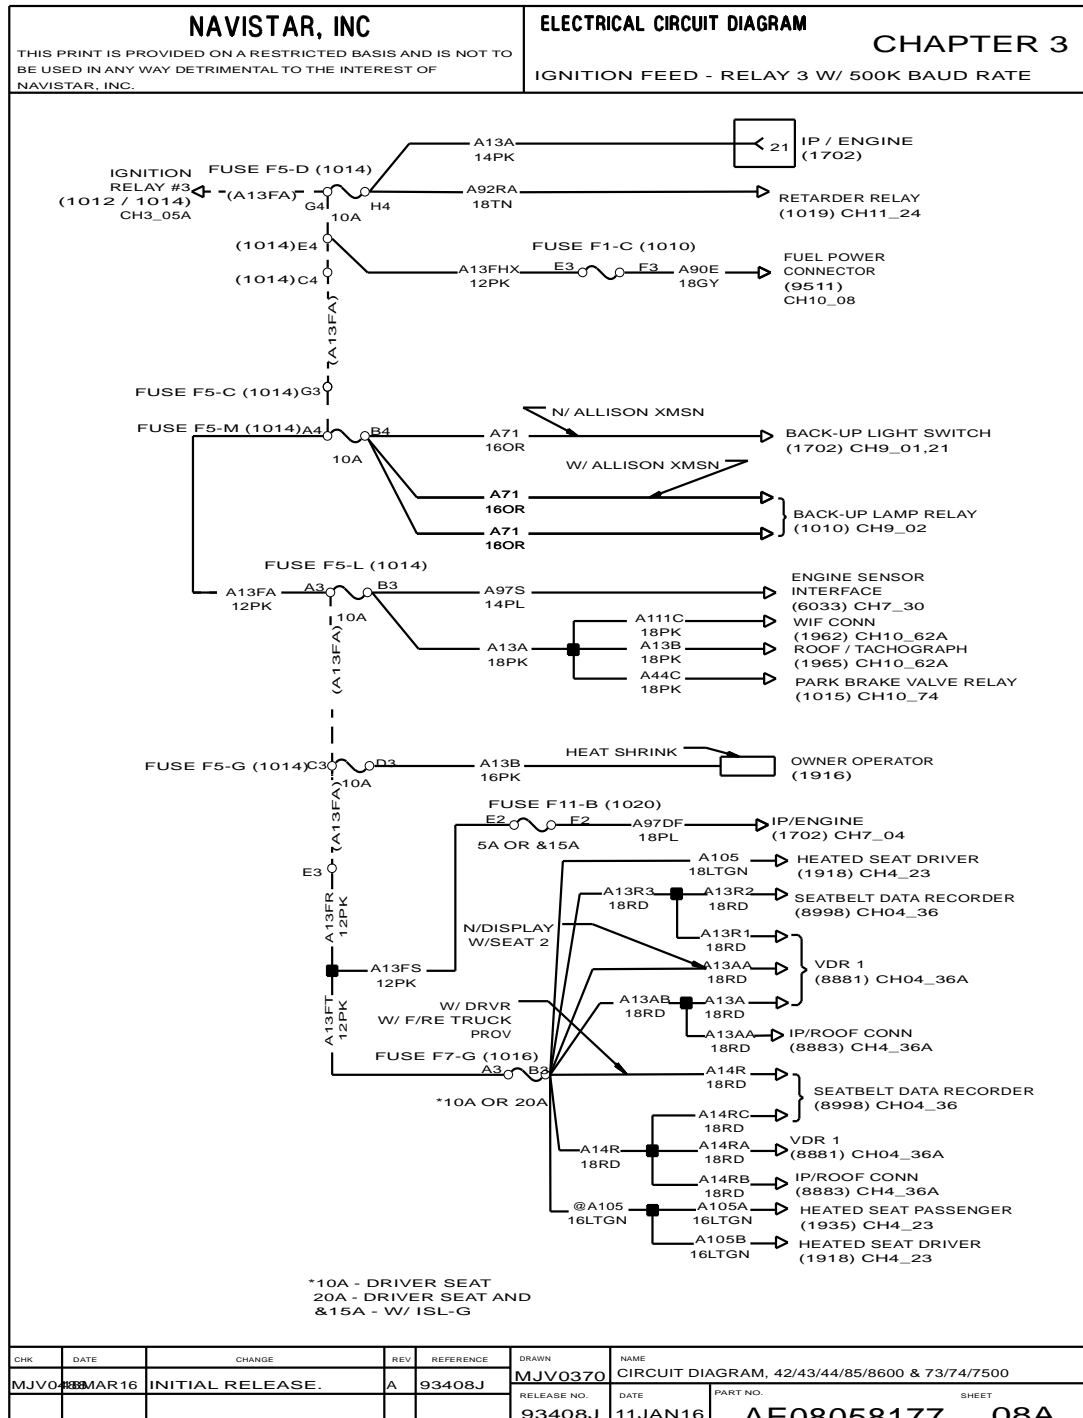 NAVISTAR, INC
THIS PRINT IS PROVIDED ON A RESTRICTED BASIS AND IS NOT TO
BE USED IN ANY WAY DETRIMENTAL TO THE INTEREST OF
NAVISTAR, INC.
ELECTRICAL CIRCUIT DIAGRAM
CHAPTER 3
IGNITION FEED - RELAY 3 W/ 500K BAUD RATE
A13A
14PK
21
IP / ENGINE
(1702)
FUSE F5-D (1014)
IGNITION
RELAY #3
(1012 / 1014)
CH3_05A
(A13FA)
G4
H4
10A
A92RA
18TN
RETARDER RELAY
(1019) CH11_24
(1014)E4
(1014)C4
FUSE F1-C (1010)
A13FHX
12PK
E3
F3
A90E
18GY
FUEL POWER
CONNECTOR
(9511)
CH10_08
(A13FA)
FUSE F5-C (1014)G3
FUSE F5-M (1014)A4
B4
10A
N/ ALLISON XMSN
A71
16OR
BACK-UP LIGHT SWITCH
(1702) CH9_01,21
W/ ALLISON XMSN
A71
16OR
A71
16OR
BACK-UP LAMP RELAY
(1010) CH9_02
FUSE F5-L (1014)
A13FA
12PK
A3
B3
10A
A97S
14PL
ENGINE SENSOR
INTERFACE
(6033) CH7_30
A13A
18PK
A111C
18PK
WIF CONN
(1962) CH10_62A
A13B
18PK
ROOF / TACHOGRAPH
(1965) CH10_62A
A44C
18PK
PARK BRAKE VALVE RELAY
(1015) CH10_74
(A13FA)
FUSE F5-G (1014)C3
D3
10A
A13B
16PK
HEAT SHRINK
OWNER OPERATOR
(1916)
(A13FA)
E3
FUSE F11-B (1020)
E2
F2
5A OR &15A
A97DF
18PL
IP/ENGINE
(1702) CH7_04
A13FR
12PK
A13FS
12PK
A13FT
12PK
A105
18LTGN
HEATED SEAT DRIVER
(1918) CH4_23
A13R3
18RD
A13R2
18RD
SEATBELT DATA RECORDER
(8998) CH04_36
A13R1
18RD
N/DISPLAY
W/SEAT 2
A13AA
18RD
VDR 1
(8881) CH04_36A
A13AB
18RD
A13A
18RD
A13AA
18RD
IP/ROOF CONN
(8883) CH4_36A
W/ DRVR
W/ F/RE TRUCK
PROV
FUSE F7-G (1016)
A3
B3
*10A OR 20A
A14R
18RD
SEATBELT DATA RECORDER
(8998) CH04_36
A14RC
18RD
A14R
18RD
A14RA
18RD
VDR 1
(8881) CH04_36A
A14RB
18RD
IP/ROOF CONN
(8883) CH4_36A
@A105
16LTGN
A105A
16LTGN
HEATED SEAT PASSENGER
(1935) CH4_23
A105B
16LTGN
HEATED SEAT DRIVER
(1918) CH4_23
*10A - DRIVER SEAT
20A - DRIVER SEAT AND
&15A - W/ ISL-G
CHK DATE CHANGE REV REFERENCE
MAR16 INITIAL RELEASE. A 93408J
DRAWN
MJV0370
NAME
CIRCUIT DIAGRAM, 42/43/44/85/8600 & 73/74/7500
RELEASE NO.
93408J
DATE
11JAN16
PART NO.
AE08058177
SHEET
08A